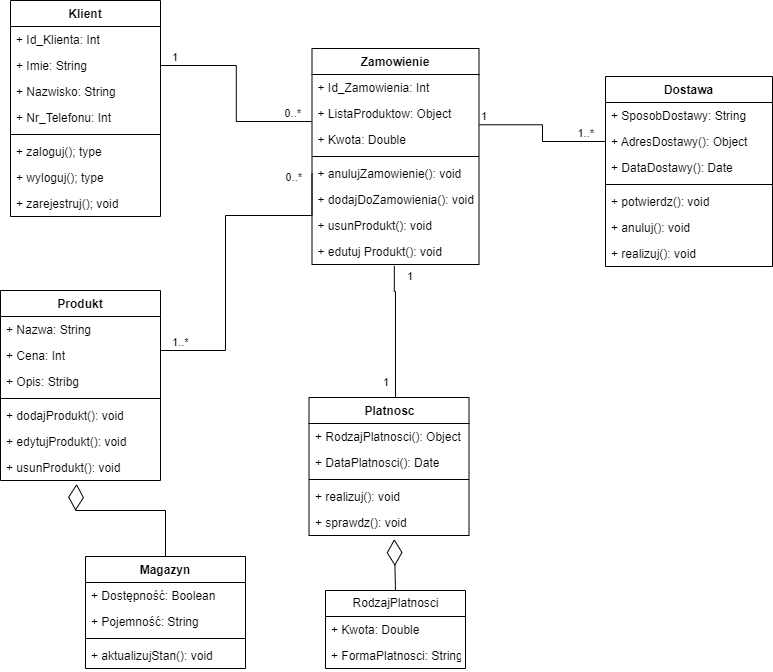 Klient
+ Id_Klienta: Int
+ Imie: String
+ Nazwisko: String
+ Nr_Telefonu: Int
+ zaloguj(); type
+ wyloguj(); type
+ zarejestruj(); void
1
0..*
Zamowienie
+ Id_Zamowienia: Int
+ ListaProduktow: Object
+ Kwota: Double
+ anulujZamowienie(): void
+ dodajDoZamowienia(): void
+ usunProdukt(): void
+ edutuj Produkt(): void
1
1..*
Dostawa
+ SposobDostawy: String
+ AdresDostawy(): Object
+ DataDostawy(): Date
+ potwierdz(): void
+ anuluj(): void
+ realizuj(): void
0..*
1..*
Produkt
+ Nazwa: String
+ Cena: Int
+ Opis: Stribg
+ dodajProdukt(): void
+ edytujProdukt(): void
+ usunProdukt(): void
1
1
Platnosc
+ RodzajPlatnosci(): Object
+ DataPlatnosci(): Date
+ realizuj(): void
+ sprawdz(): void
Magazyn
+ Dostępność: Boolean
+ Pojemność: String
+ aktualizujStan(): void
RodzajPlatnosci
+ Kwota: Double
+ FormaPlatnosci: String